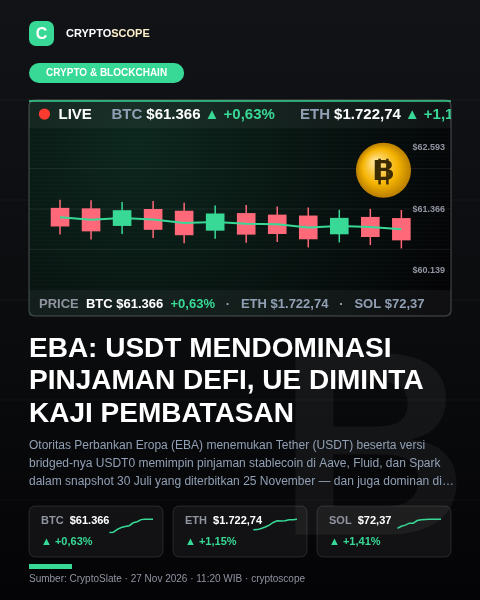 C CRYPTOSCOPE
CRYPTO & BLOCKCHAIN
LIVE BTC $61.366 ▲ +0,63% ETH $1.722,74 ▲ +1,1
$62.593
$61.366
$60.139
PRICE BTC $61.366 +0,63% · ETH $1.722,74 · SOL $72,37
EBA: USDT MENDOMINASI
PINJAMAN DEFI, UE DIMINTA
KAJI PEMBATASAN
Otoritas Perbankan Eropa (EBA) menemukan Tether (USDT) beserta versi
bridged-nya USDT0 memimpin pinjaman stablecoin di Aave, Fluid, dan Spark
dalam snapshot 30 Juli yang diterbitkan 25 November — dan juga dominan di…
BTC $61.366 ETH $1.722,74 SOL $72,37
▲ +0,63% ▲ +1,15% ▲ +1,41%
Sumber: CryptoSlate · 27 Nov 2026 · 11:20 WIB · cryptoscope